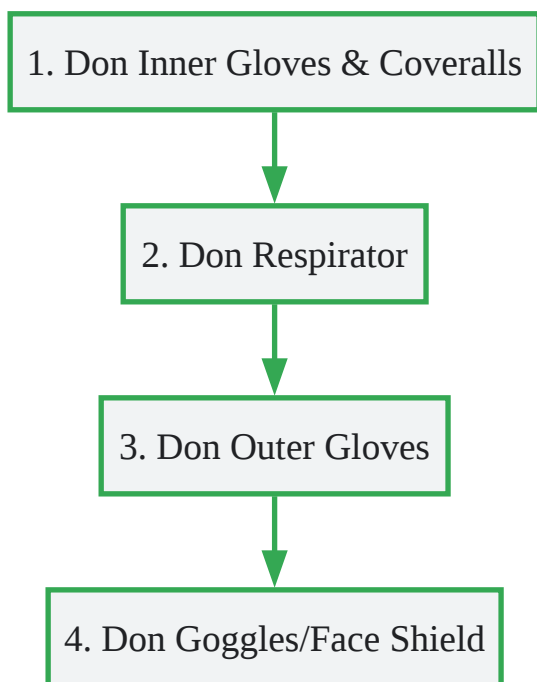 1. Don Inner Gloves & Coveralls
2. Don Respirator
3. Don Outer Gloves
4. Don Goggles/Face Shield